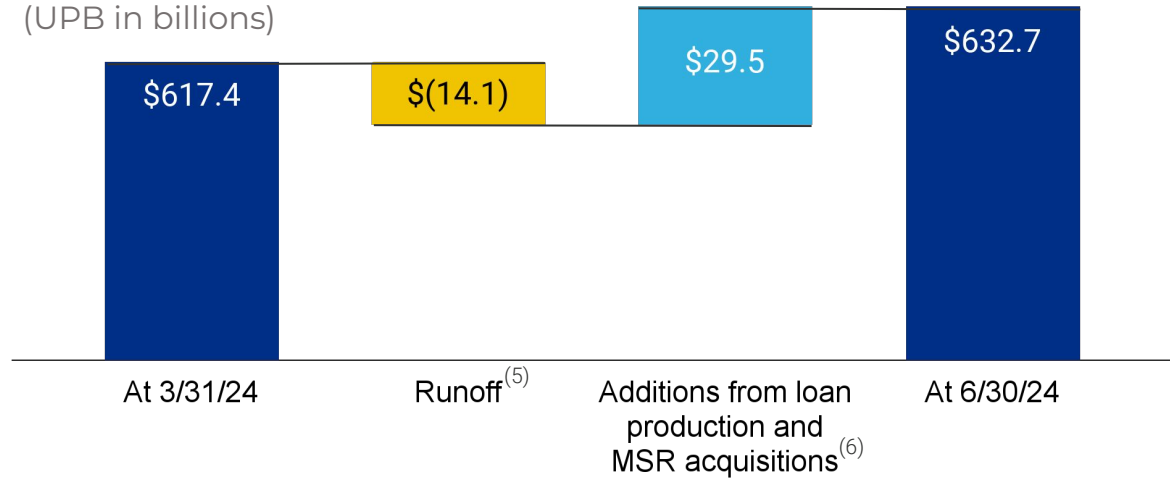 (UPB in billions)
$617.4
$(14.1)
$29.5
$632.7
At 3/31/24
Runoff(5)
Additions from loan
production and
MSR acquisitions(6)
At 6/30/24